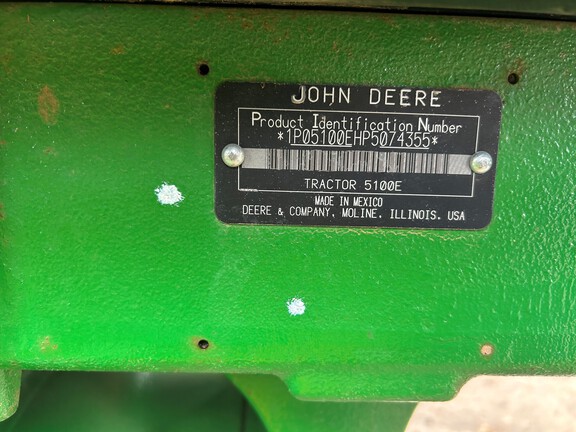 JOHN DEERE
Product Identification Number
*1P05100EHP5074355*
TRACTOR 5100E
MADE IN MEXICO
DEERE & COMPANY, MOLINE, ILLINOIS, USA